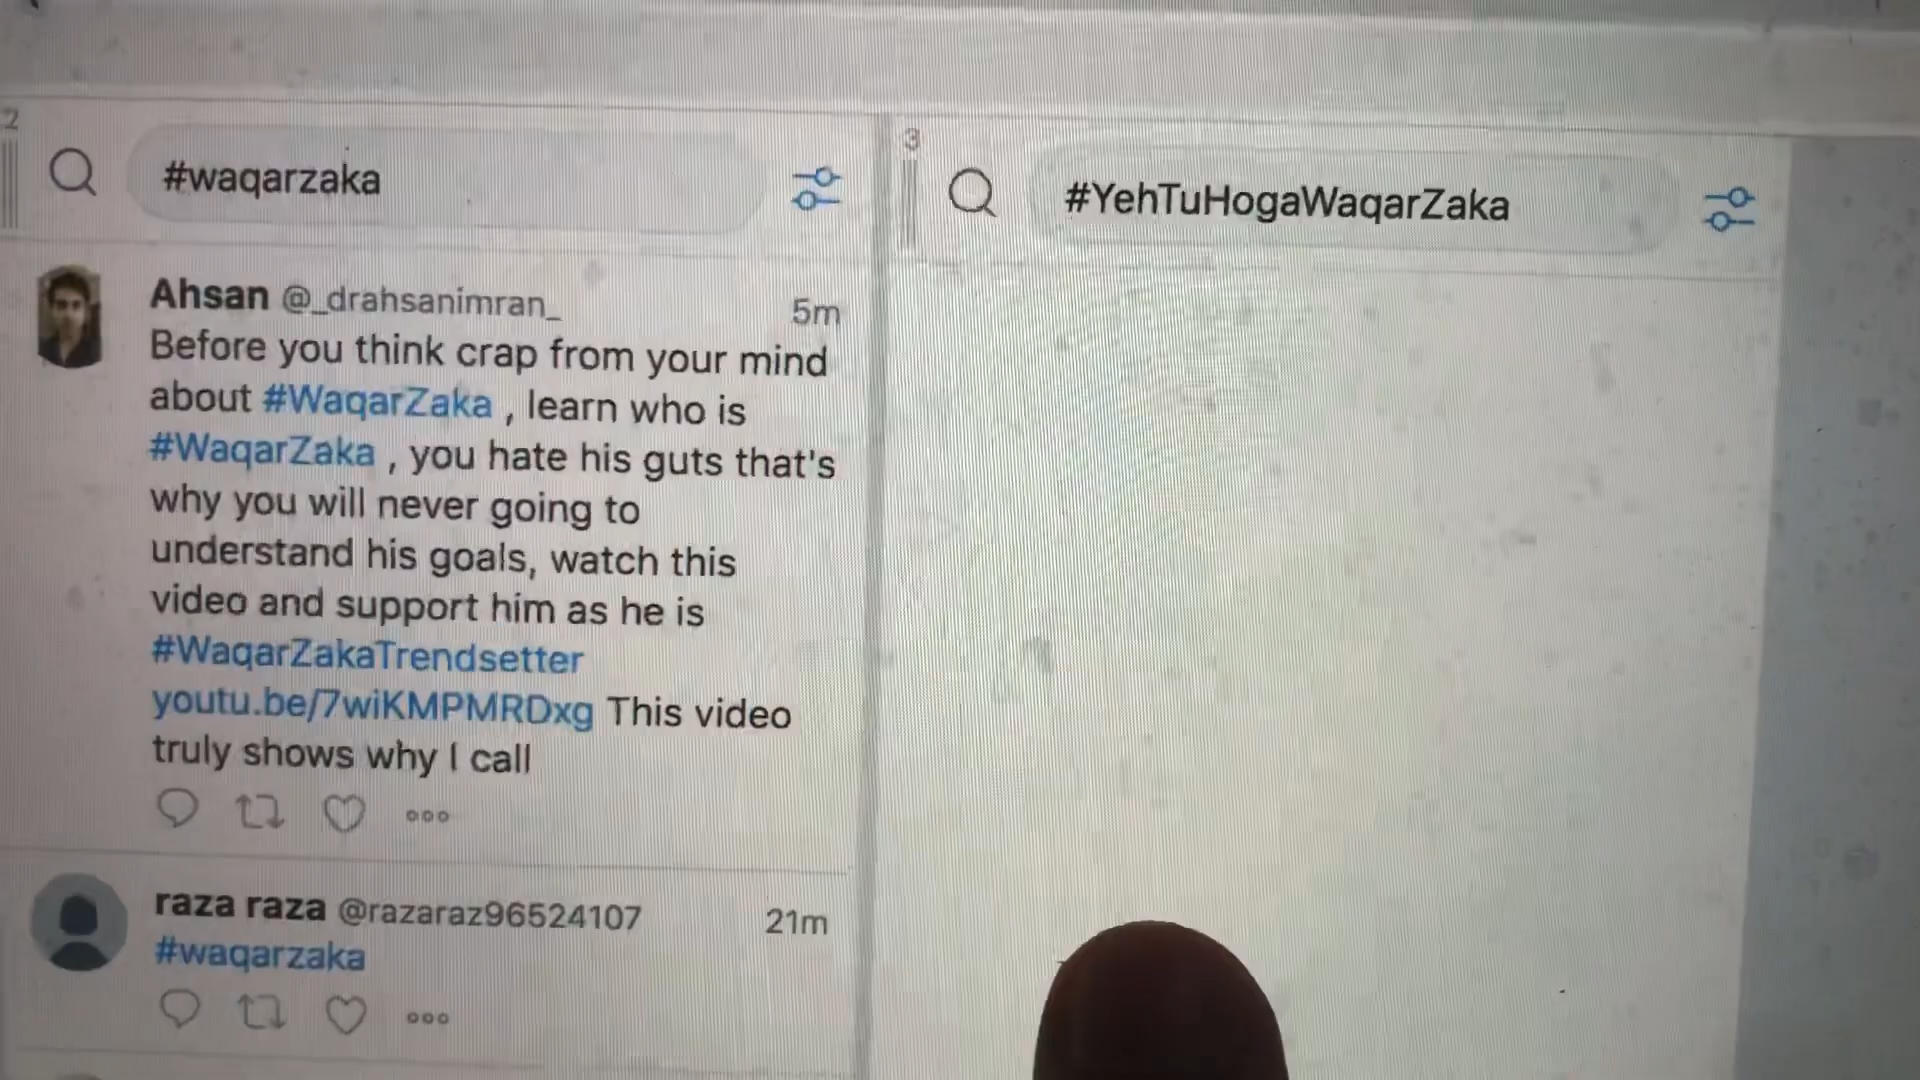 2
#waqarzaka
Ahsan @_drahsanimran_ 5m
Before you think crap from your mind
about #WaqarZaka , learn who is
#WaqarZaka , you hate his guts that's
why you will never going to
understand his goals, watch this
video and support him as he is
#WaqarZakaTrendsetter
youtu.be/7wiKMPMRDxg This video
truly shows why I call
raza raza @razaraz96524107 21m
#waqarzaka
3
#YehTuHogaWaqarZaka